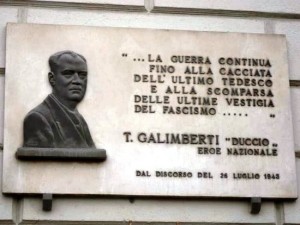 "... LA GUERRA CONTINUA
FINO ALLA CACCIATA
DELL'ULTIMO TEDESCO
E ALLA SCOMPARSA
DELLE ULTIME VESTIGIA
DEL FASCISMO ..... "
T. GALIMBERTI "DUCCIO"
EROE NAZIONALE
DAL DISCORSO DEL 26 LUGLIO 1943